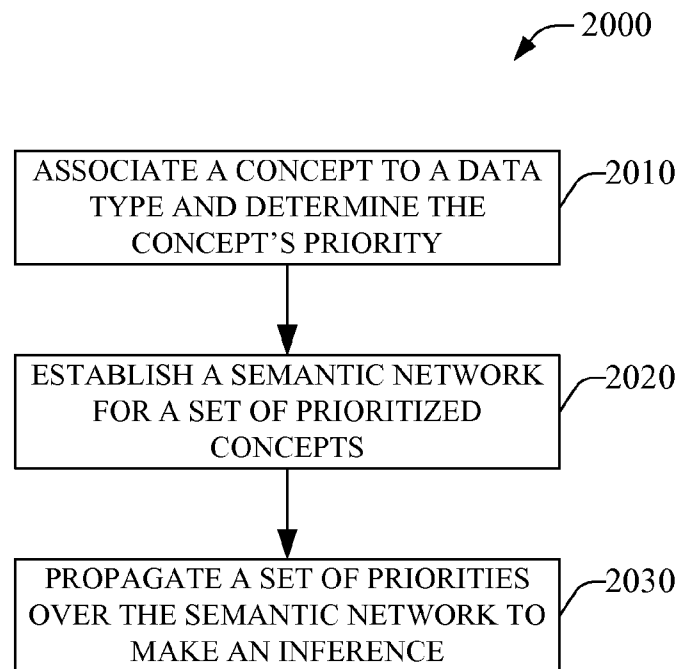 2000
ASSOCIATE A CONCEPT TO A DATA
TYPE AND DETERMINE THE
CONCEPT'S PRIORITY
2010
ESTABLISH A SEMANTIC NETWORK
FOR A SET OF PRIORITIZED
CONCEPTS
2020
PROPAGATE A SET OF PRIORITIES
OVER THE SEMANTIC NETWORK TO
MAKE AN INFERENCE
2030